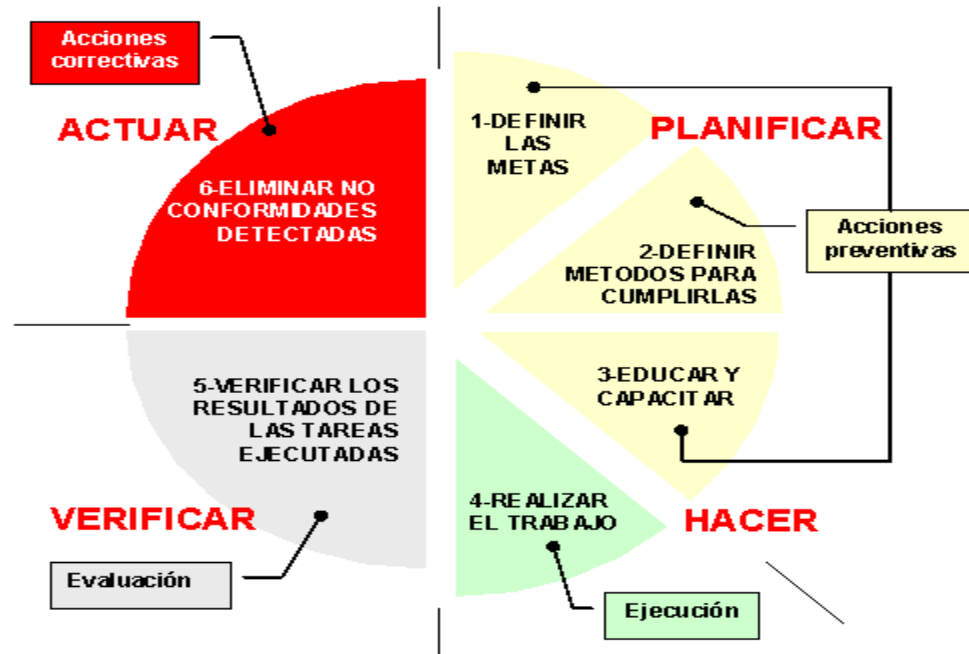 Acciones
correctivas
ACTUAR
6-ELIMINAR NO
CONFORMIDADES
DETECTADAS
1-DEFINIR
LAS
METAS
PLANIFICAR
2-DEFINIR
METODOS PARA
CUMPLIRLAS
Acciones
preventivas
3-EDUCAR Y
CAPACITAR
HACER
4-REALIZAR
EL TRABAJO
Ejecución
5-VERIFICAR LOS
RESULTADOS DE
LAS TAREAS
EJECUTADAS
VERIFICAR
Evaluación